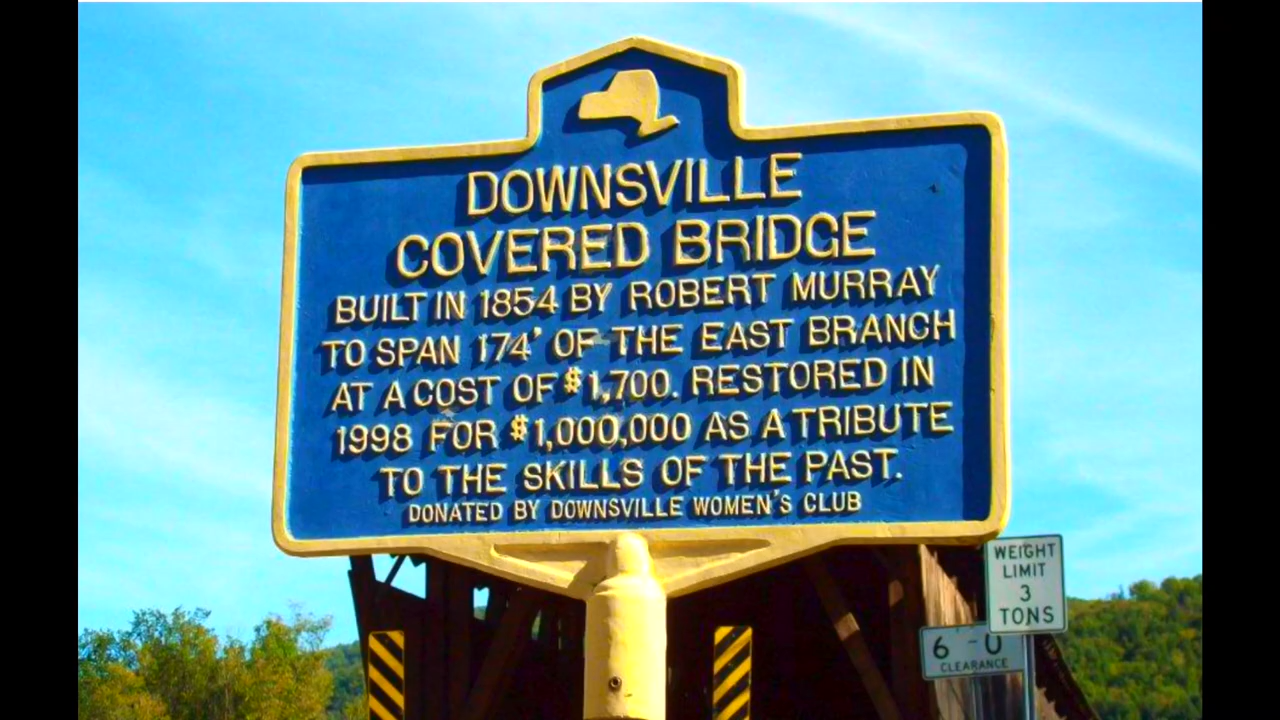 DOWNSVILLE
COVERED BRIDGE
BUILT IN 1854 BY ROBERT MURRAY
TO SPAN 174' OF THE EAST BRANCH
AT A COST OF $1,700. RESTORED IN
1998 FOR $1,000,000 AS A TRIBUTE
TO THE SKILLS OF THE PAST.
DONATED BY DOWNSVILLE WOMEN'S CLUB
WEIGHT
LIMIT
3
TONS
6 - 0
CLEARANCE